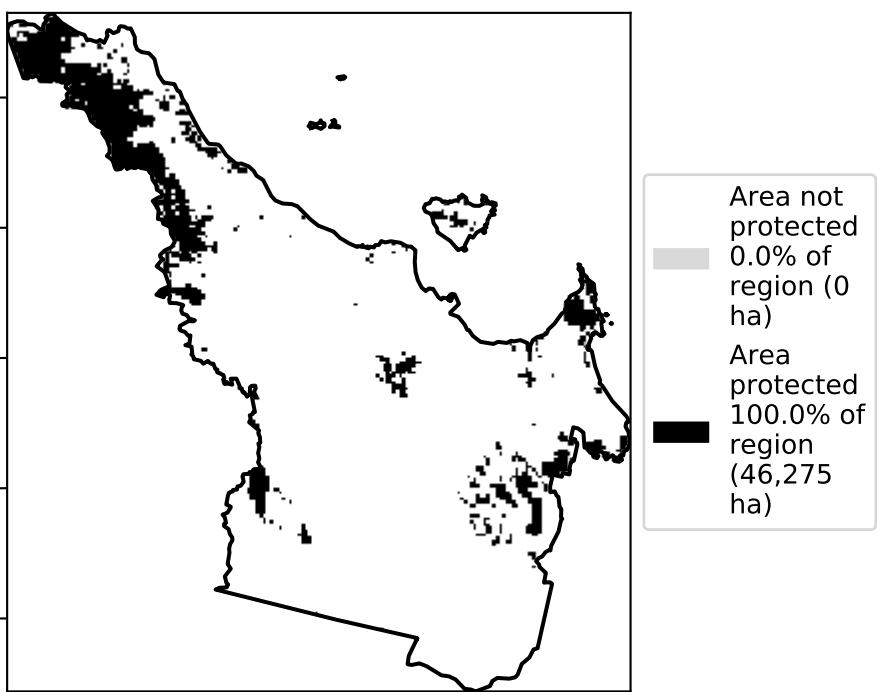 Area not
protected
0.0% of
region (0
ha)
Area
protected
100.0% of
region
(46,275
ha)